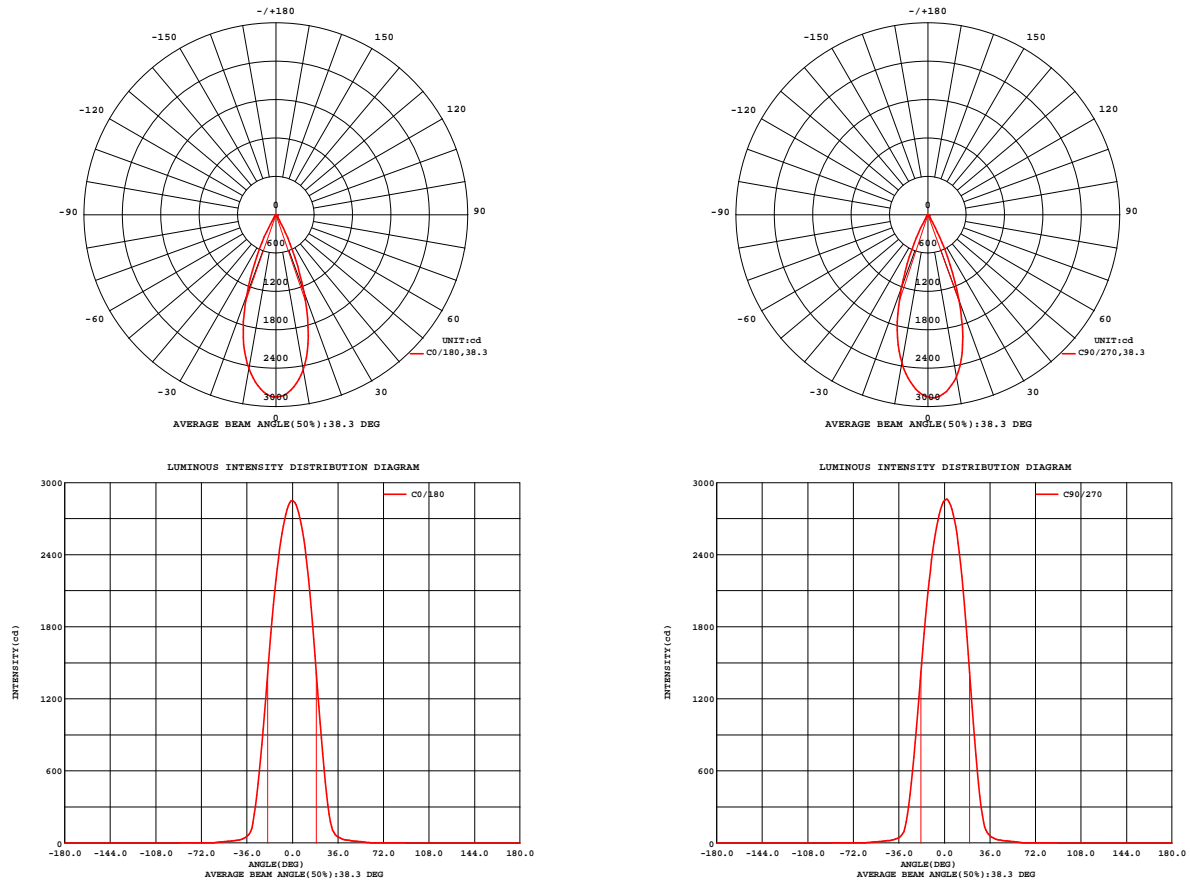 -/+180
-150
150
-120
120
-90
90
0
600
1200
1800
2400
3000
-60
60
-30
30
0
UNIT:cd
C0/180,38.3
AVERAGE BEAM ANGLE(50%):38.3 DEG
-/+180
-150
150
-120
120
-90
90
0
600
1200
1800
2400
3000
-60
60
-30
30
0
UNIT:cd
C90/270,38.3
AVERAGE BEAM ANGLE(50%):38.3 DEG
LUMINOUS INTENSITY DISTRIBUTION DIAGRAM
C0/180
INTENSITY(cd)
3000
2400
1800
1200
600
0
-180.0 -144.0 -108.0 -72.0 -36.0 0.0 36.0 72.0 108.0 144.0 180.0
ANGLE(DEG)
AVERAGE BEAM ANGLE(50%):38.3 DEG
LUMINOUS INTENSITY DISTRIBUTION DIAGRAM
C90/270
INTENSITY(cd)
3000
2400
1800
1200
600
0
-180.0 -144.0 -108.0 -72.0 -36.0 0.0 36.0 72.0 108.0 144.0 180.0
ANGLE(DEG)
AVERAGE BEAM ANGLE(50%):38.3 DEG